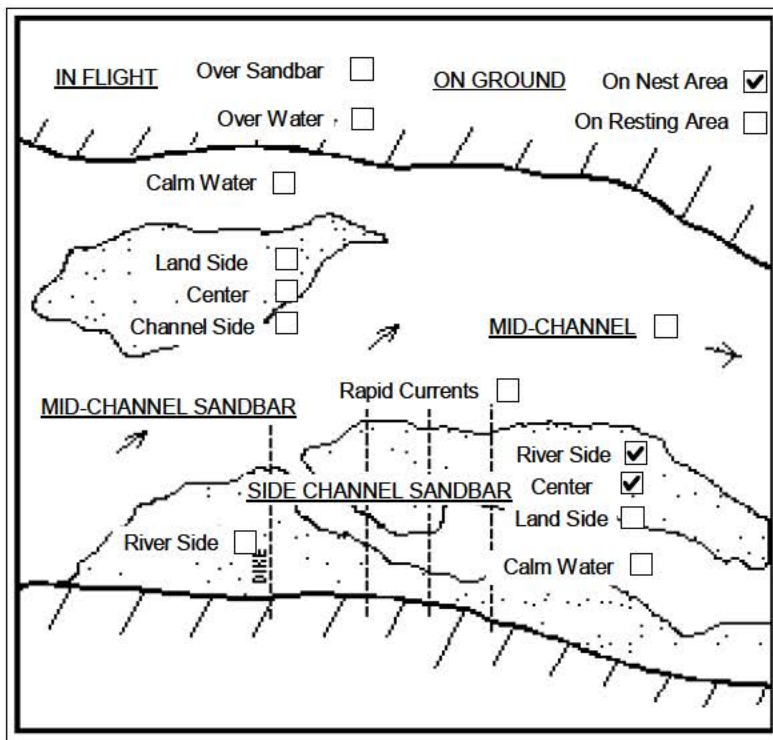 IN FLIGHT Over Sandbar ON GROUND On Nest Area
Over Water On Resting Area
Calm Water
Land Side
Center
Channel Side
MID-CHANNEL
Rapid Currents
MID-CHANNEL SANDBAR
River Side
SIDE CHANNEL SANDBAR Center
Land Side
River Side
DIKE
Calm Water